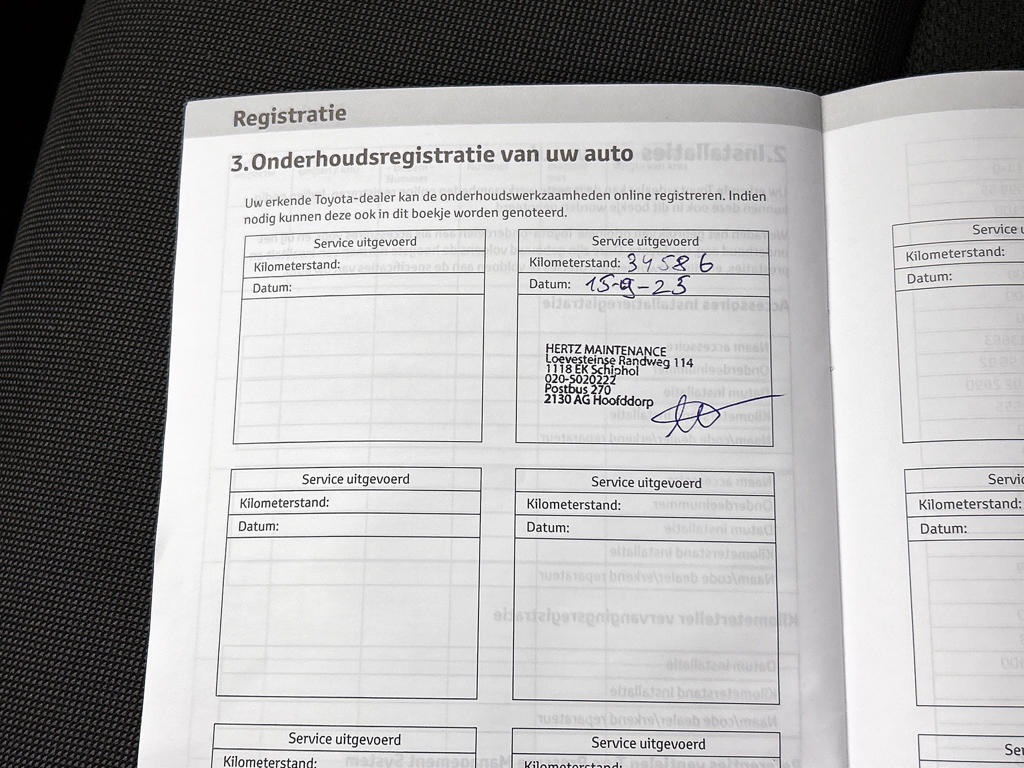 Registratie
3. Onderhoudsregistratie van uw auto
Uw erkende Toyota-dealer kan de onderhoudswerkzaamheden online registreren. Indien
nodig kunnen deze ook in dit boekje worden genoteerd.
Service uitgevoerd
Kilometerstand:
Datum:
Service uitgevoerd
Kilometerstand: 34586
Datum: 15-9-25
HERTZ MAINTENANCE
Loevesteinse Randweg 114
1118 EK Schiphol
020-5020222
Postbus 270
2130 AG Hoofddorp
Service uitgevoerd
Kilometerstand:
Datum:
Service uitgevoerd
Kilometerstand:
Datum:
Service uitgevoerd
Kilometerstand:
Service uitgevoerd
Kilometerstand:
Service
Kilometerstand:
Datum:
Kilometerstand:
Datum: